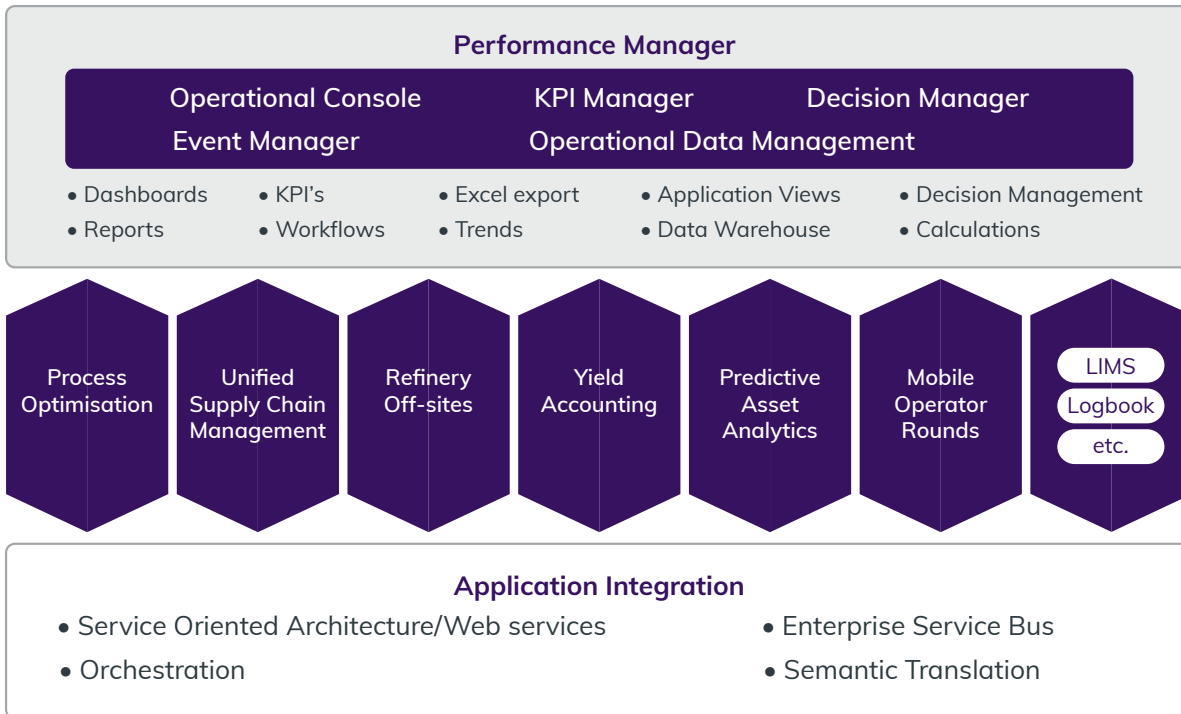 Performance Manager
Operational Console KPI Manager Decision Manager
Event Manager Operational Data Management
• Dashboards • KPI’s • Excel export • Application Views • Decision Management
• Reports • Workflows • Trends • Data Warehouse • Calculations
Process
Optimisation
Unified
Supply Chain
Management
Refinery
Off-sites
Yield
Accounting
Predictive
Asset
Analytics
Mobile
Operator
Rounds
LIMS
Logbook
etc.
Application Integration
• Service Oriented Architecture/Web services • Enterprise Service Bus
• Orchestration • Semantic Translation